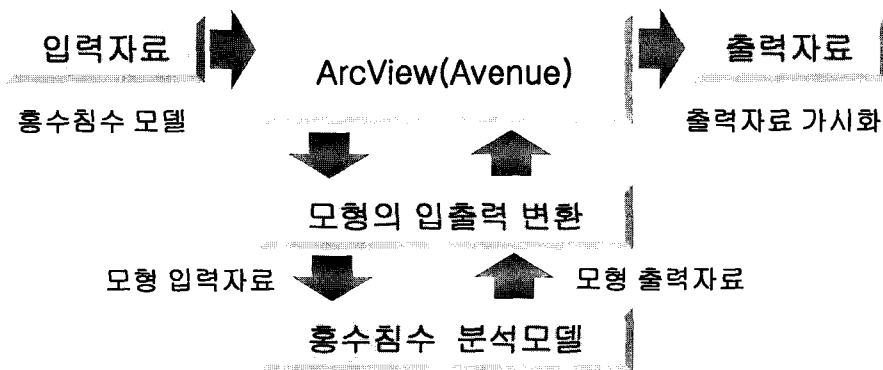 입력자료
ArcView(Avenue)
출력자료
홍수침수 모델
출력자료 가시화
모형의 입출력 변환
모형 입력자료
모형 출력자료
홍수침수 분석모델